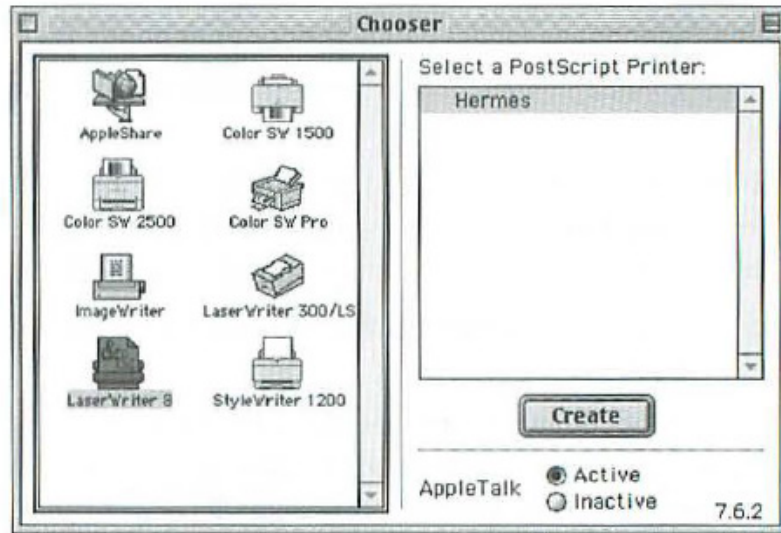 Chooser
AppleShare
Color SW 1500
Color SW 2500
Color SW Pro
ImageWriter
LaserWriter 300/LS
LaserWriter 8
StyleWriter 1200
Select a PostScript Printer:
Hermes
Create
AppleTalk
Active
Inactive
7.6.2